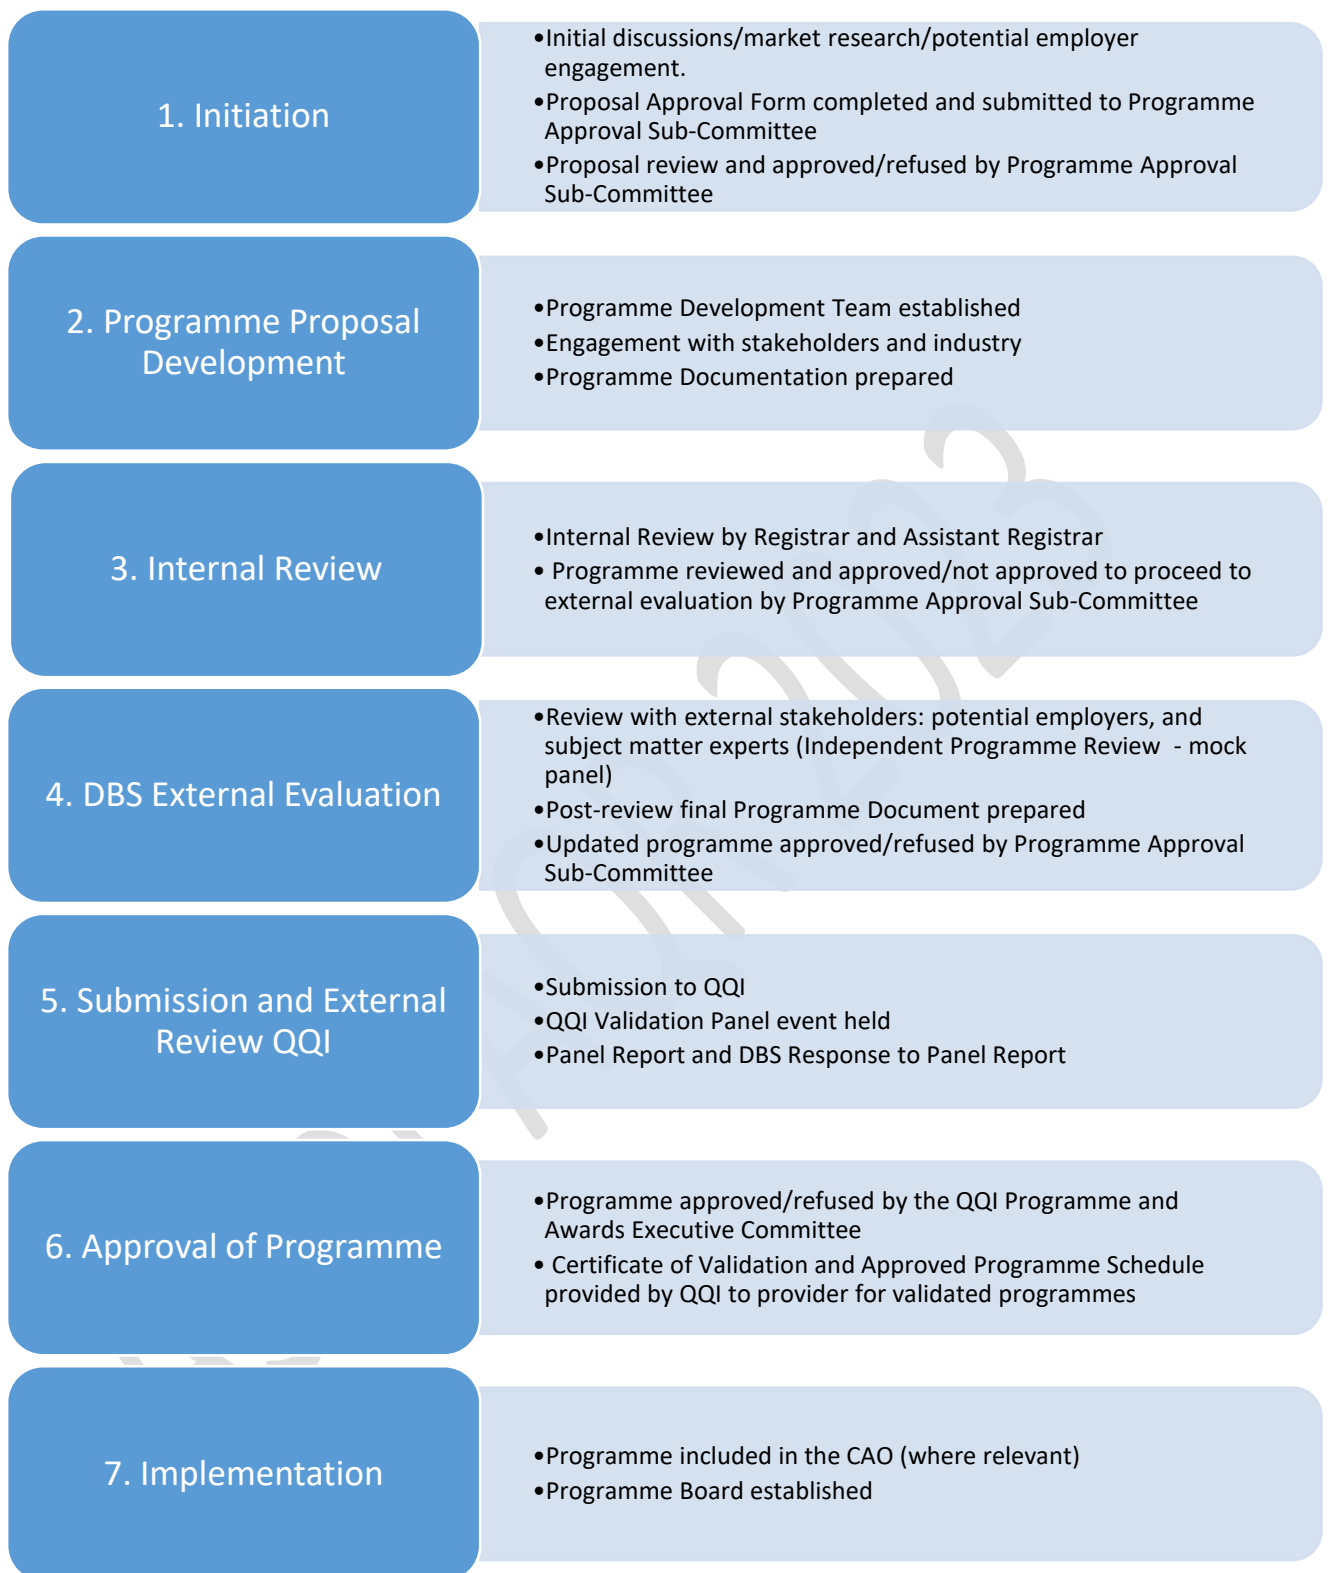 1. Initiation
•Initial discussions/market research/potential employer
engagement.
•Proposal Approval Form completed and submitted to Programme
Approval Sub-Committee
•Proposal review and approved/refused by Programme Approval
Sub-Committee
2. Programme Proposal
Development
•Programme Development Team established
•Engagement with stakeholders and industry
•Programme Documentation prepared
3. Internal Review
•Internal Review by Registrar and Assistant Registrar
• Programme reviewed and approved/not approved to proceed to
external evaluation by Programme Approval Sub-Committee
4. DBS External Evaluation
•Review with external stakeholders: potential employers, and
subject matter experts (Independent Programme Review - mock
panel)
•Post-review final Programme Document prepared
•Updated programme approved/refused by Programme Approval
Sub-Committee
5. Submission and External
Review QQI
•Submission to QQI
•QQI Validation Panel event held
•Panel Report and DBS Response to Panel Report
6. Approval of Programme
•Programme approved/refused by the QQI Programme and
Awards Executive Committee
• Certificate of Validation and Approved Programme Schedule
provided by QQI to provider for validated programmes
7. Implementation
•Programme included in the CAO (where relevant)
•Programme Board established
AQR 2023